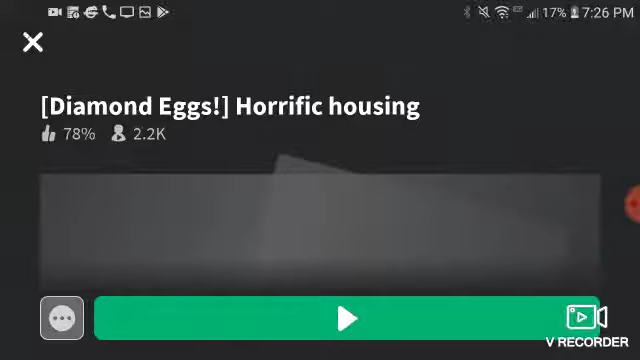 17% 7:26 PM
[Diamond Eggs!] Horrific housing
78% 2.2K
V RECORDER